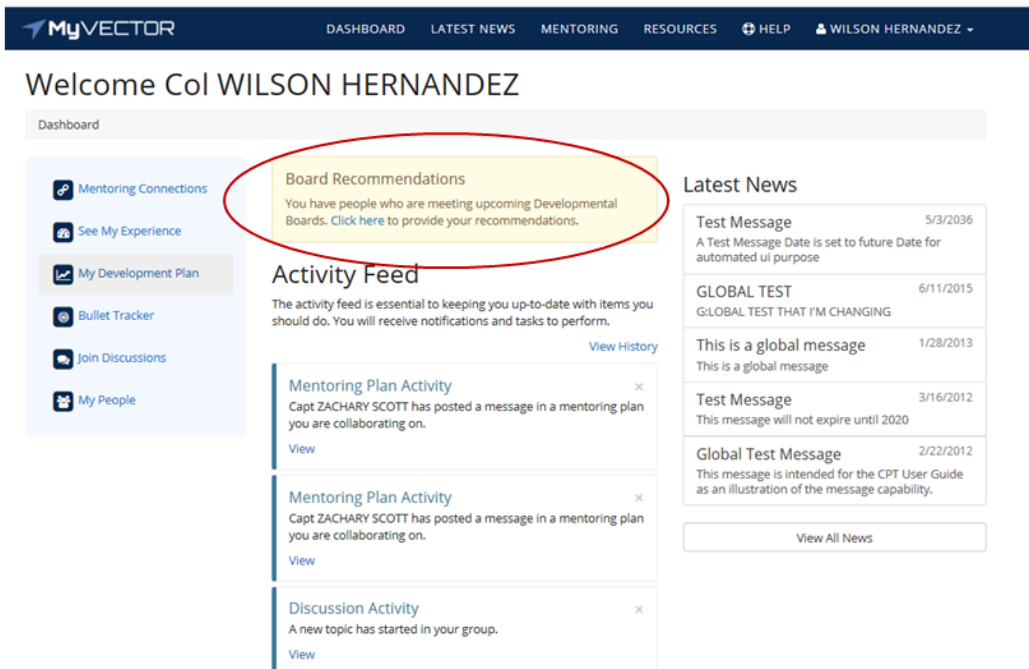 MyVECTOR
DASHBOARD LATEST NEWS MENTORING RESOURCES HELP WILSON HERNANDEZ
Welcome Col WILSON HERNANDEZ
Dashboard
Mentoring Connections
See My Experience
My Development Plan
Bullet Tracker
Join Discussions
My People
Board Recommendations
You have people who are meeting upcoming Developmental
Boards. Click here to provide your recommendations.
Activity Feed
The activity feed is essential to keeping you up-to-date with items you
should do. You will receive notifications and tasks to perform.
View History
Mentoring Plan Activity ×
Capt ZACHARY SCOTT has posted a message in a mentoring plan
you are collaborating on.
View
Mentoring Plan Activity ×
Capt ZACHARY SCOTT has posted a message in a mentoring plan
you are collaborating on.
View
Discussion Activity ×
A new topic has started in your group.
View
Latest News
Test Message 5/3/2036
A Test Message Date is set to future Date for
automated ui purpose
GLOBAL TEST 6/11/2015
G:LOBAL TEST THAT I'M CHANGING
This is a global message 1/28/2013
This is a global message
Test Message 3/16/2012
This message will not expire until 2020
Global Test Message 2/22/2012
This message is intended for the CPT User Guide
as an illustration of the message capability.
View All News